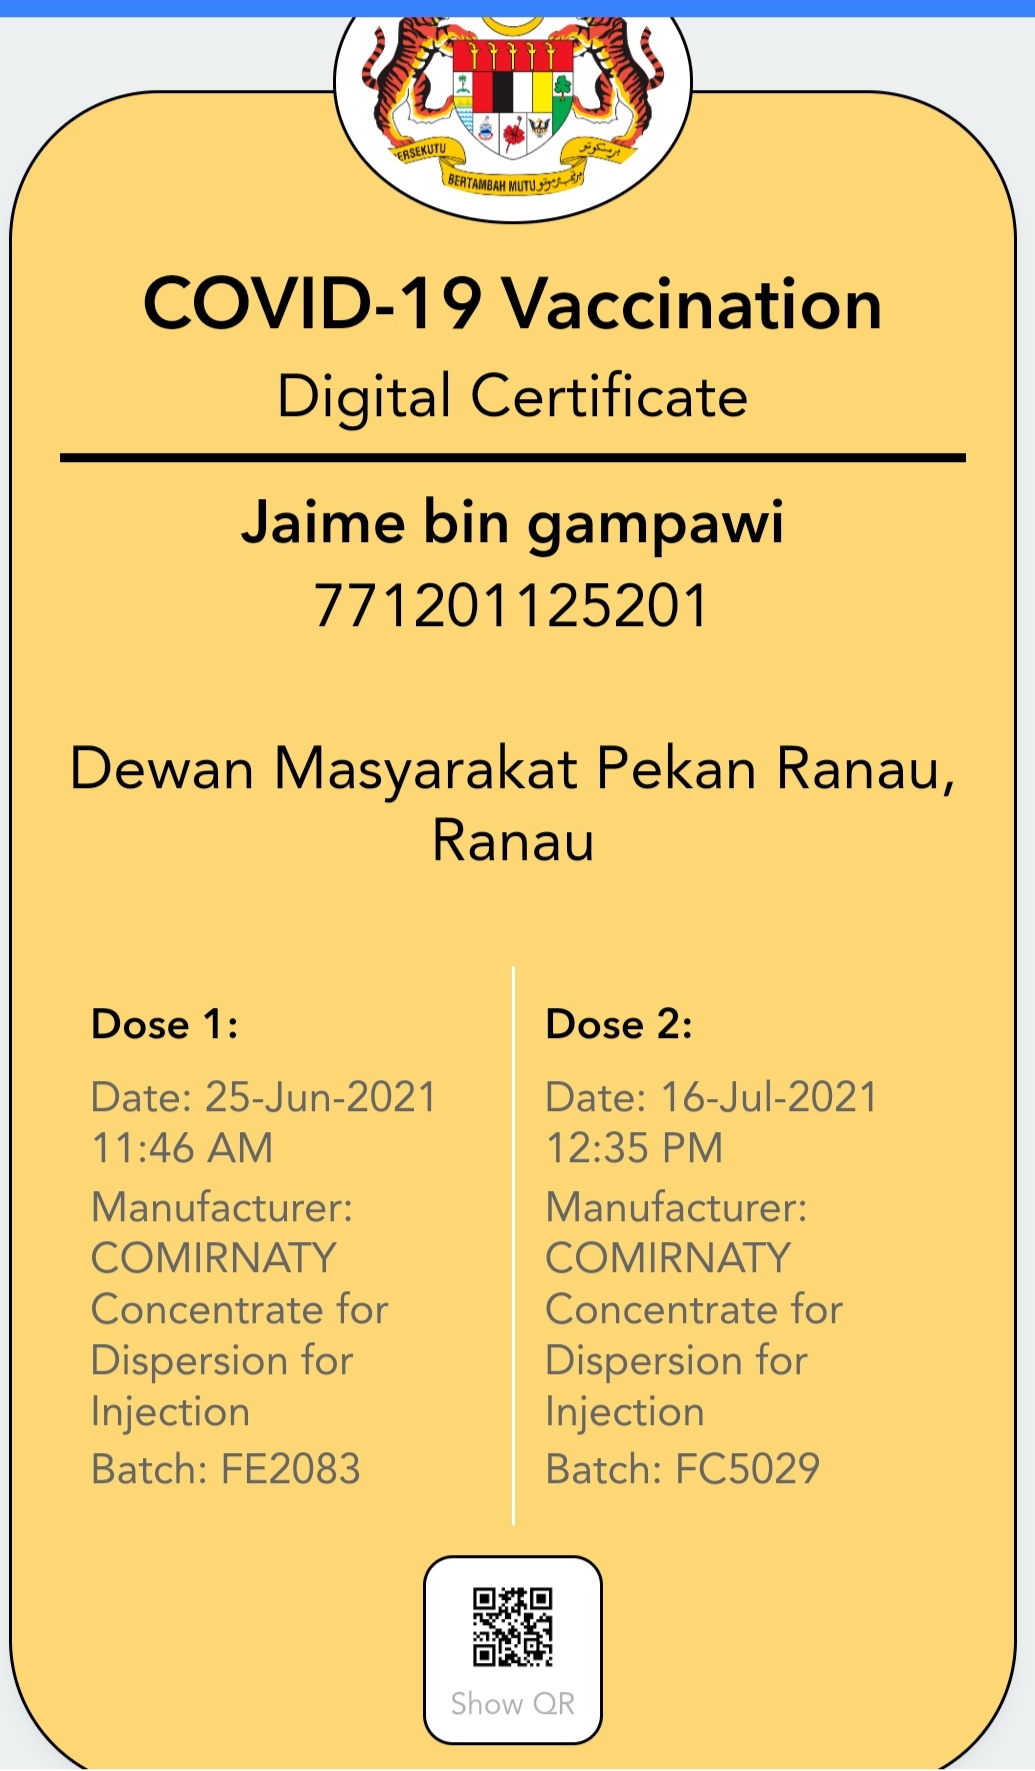 ERSEKUTU
BERTAMBAH MUTU
COVID-19 Vaccination
Digital Certificate
Jaime bin gampawi
771201125201
Dewan Masyarakat Pekan Ranau,
Ranau
Dose 1:
Date: 25-Jun-2021
11:46 AM
Manufacturer:
COMIRNATY
Concentrate for
Dispersion for
Injection
Batch: FE2083
Dose 2:
Date: 16-Jul-2021
12:35 PM
Manufacturer:
COMIRNATY
Concentrate for
Dispersion for
Injection
Batch: FC5029
Show QR